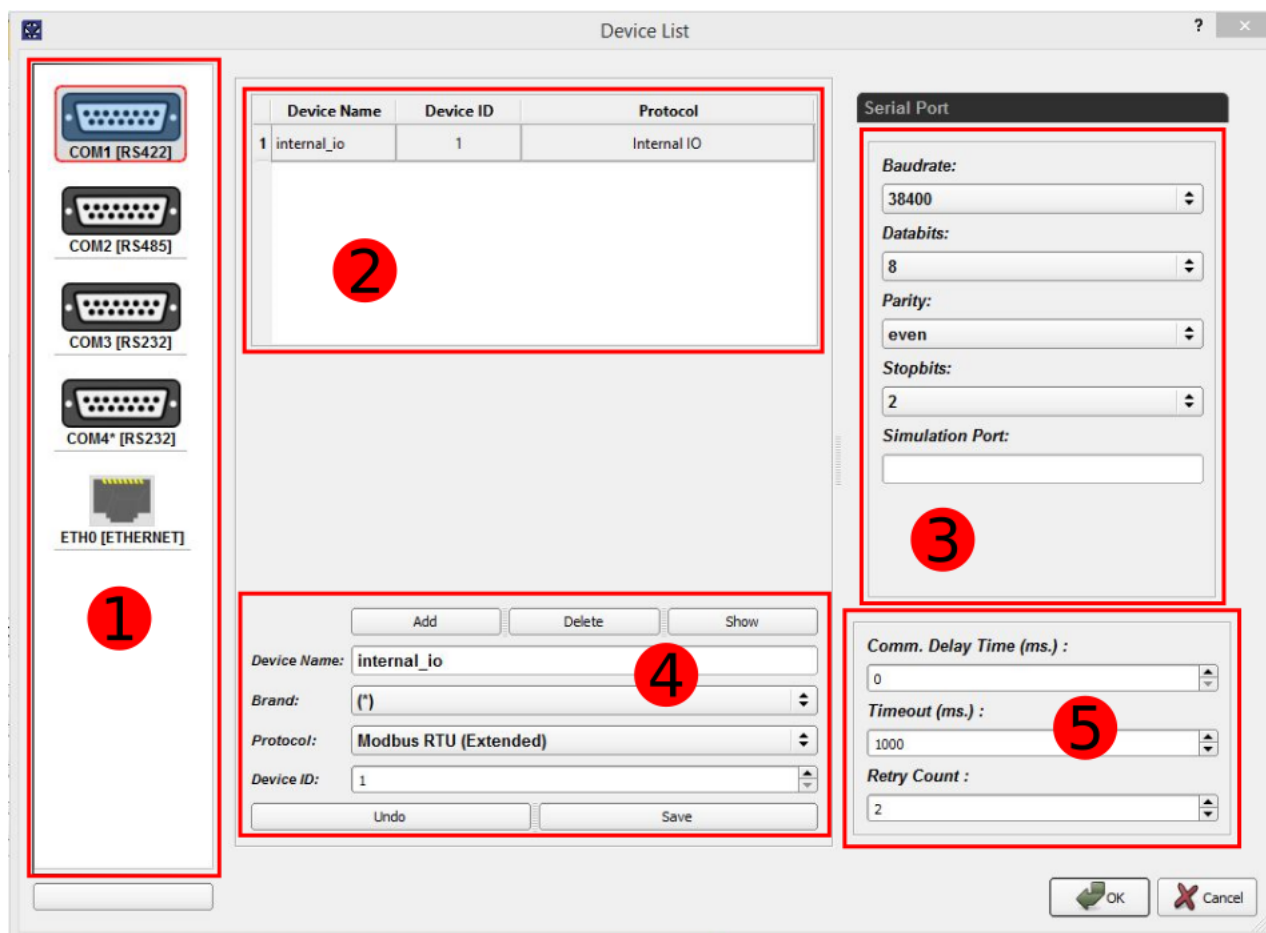 Device List
?
COM1 [RS422]
COM2 [RS485]
COM3 [RS232]
COM4* [RS232]
ETH0 [ETHERNET]
1
Device Name Device ID Protocol
1 internal_io 1 Internal IO
2
Add Delete Show
Device Name: internal_io
Brand: (*)
Protocol: Modbus RTU (Extended)
Device ID: 1
Undo Save
4
Serial Port
Baudrate:
38400
Databits:
8
Parity:
even
Stopbits:
2
Simulation Port:
3
Comm. Delay Time (ms.) :
0
Timeout (ms.) :
1000
Retry Count :
2
5
OK Cancel